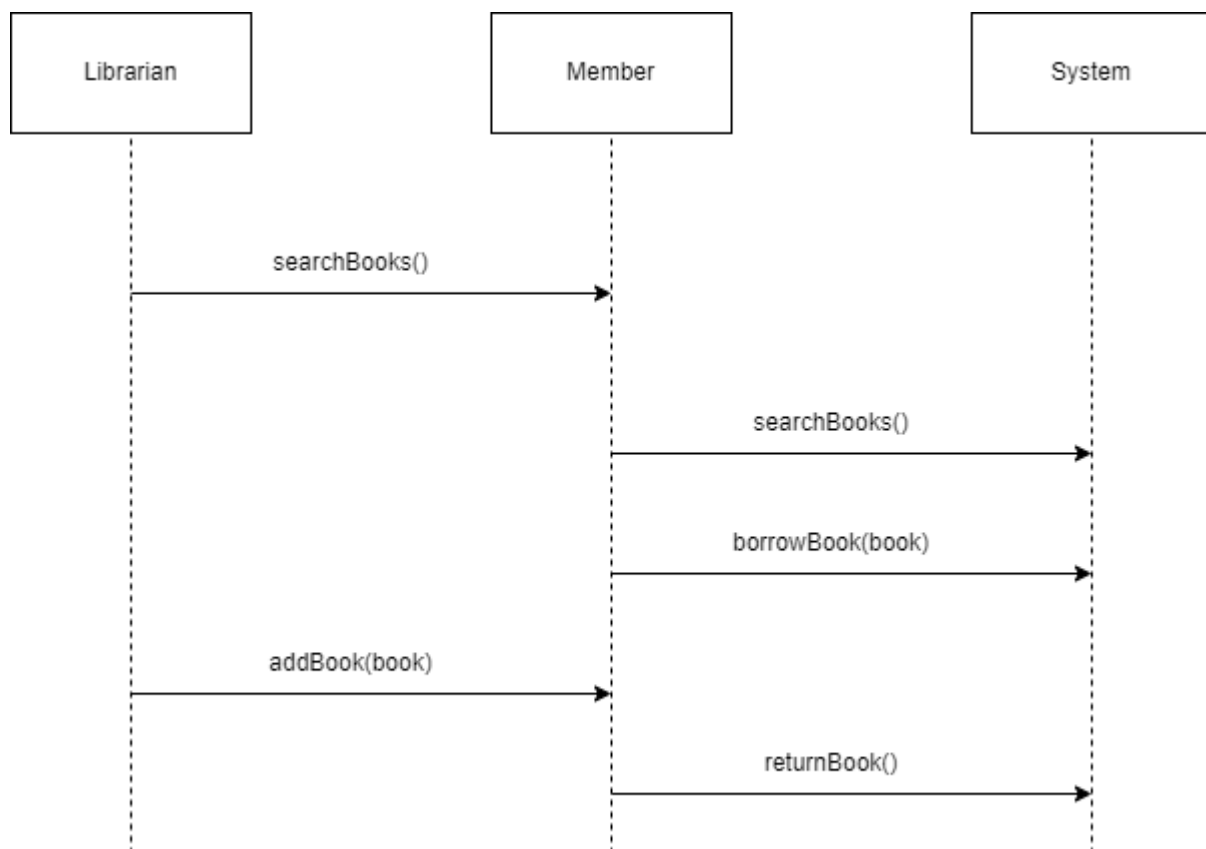 Librarian
Member
System
searchBooks()
searchBooks()
borrowBook(book)
addBook(book)
returnBook()